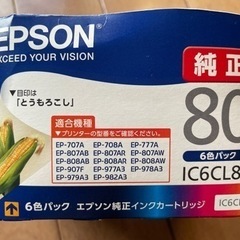 EPSON
EXCEED YOUR VISION
純正
目印は
「とうもろこし」
適合機種
▼プリンターの型番をご確認ください
EP-707A EP-708A EP-777A
EP-807AB EP-807AR EP-807AW
EP-808AB EP-808AR EP-808AW
EP-907F EP-977A3 EP-978A3
EP-979A3 EP-982A3
80
6色パック
IC6CL8
6色パック エプソン純正インクカートリッジ
IC6CL